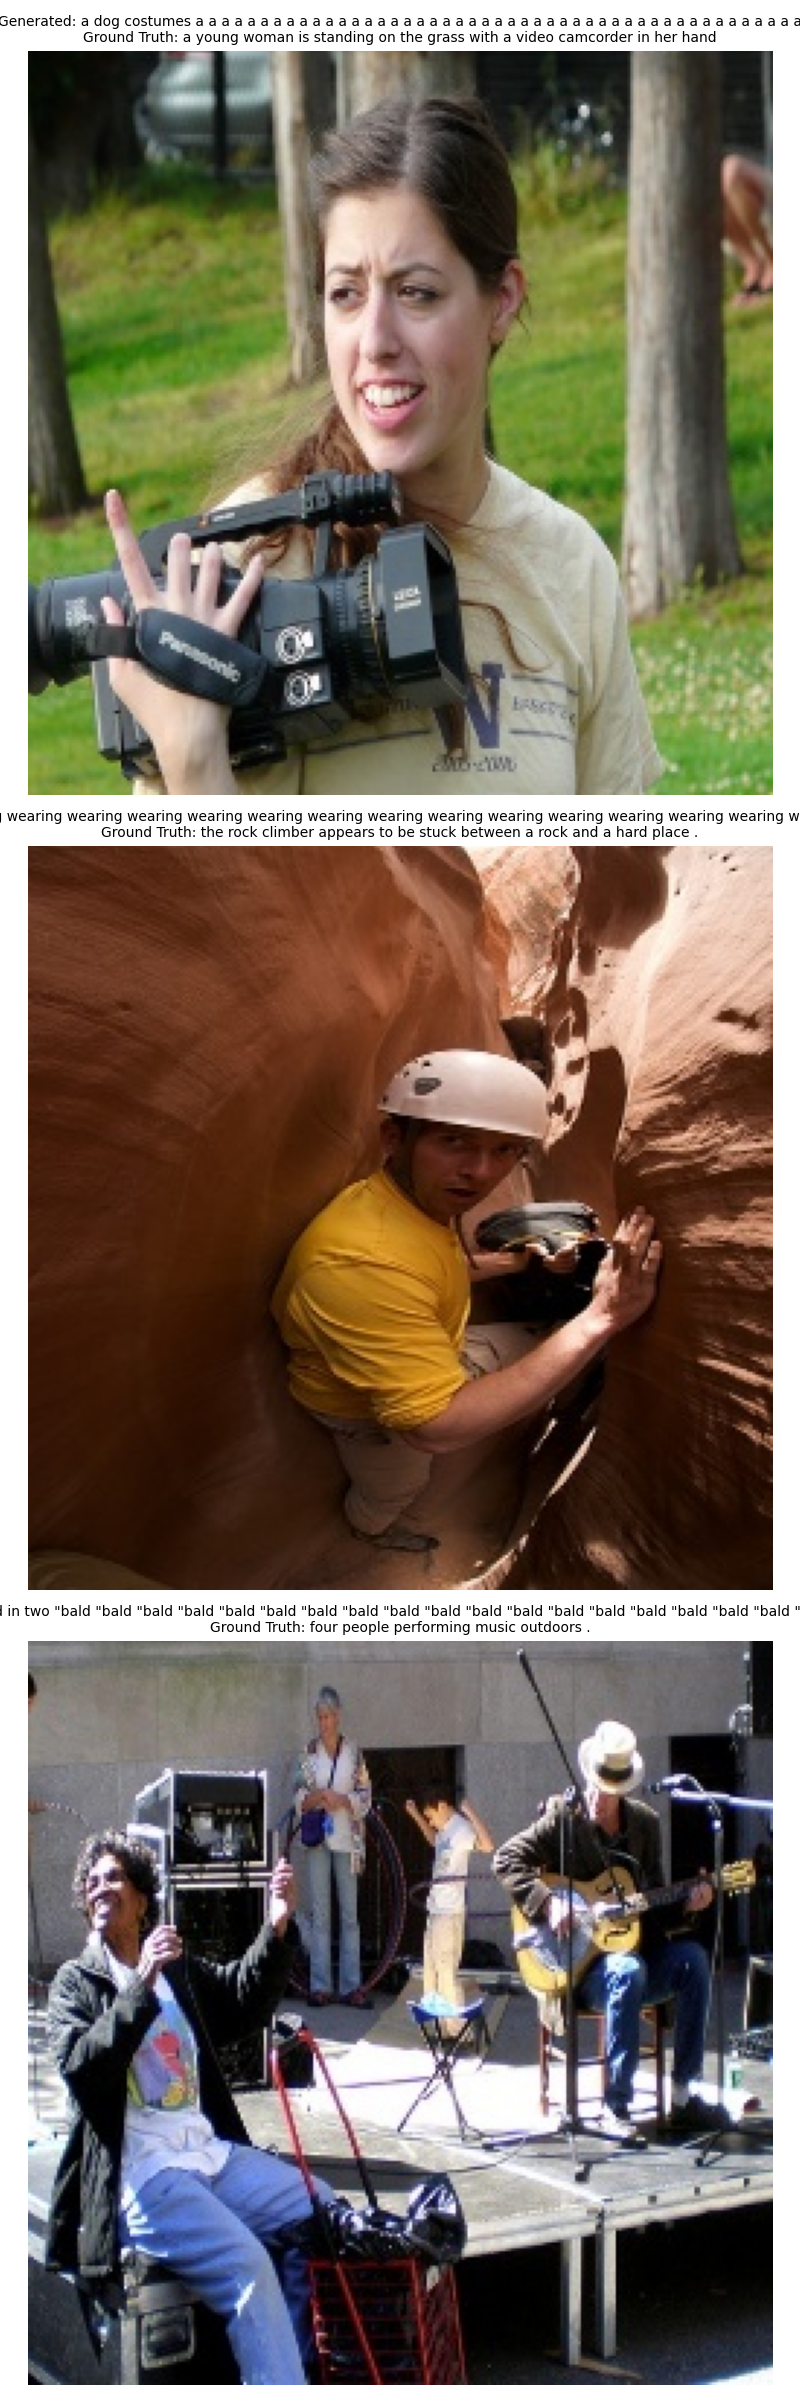 Generated: a dog costumes a a a a a a a a a a a a a a a a a a a a a a a a a a a a a a a a a a a a a a a a a a a a a a
Ground Truth: a young woman is standing on the grass with a video camcorder in her hand
Panasonic
W
2005-2006
wearing wearing wearing wearing wearing wearing wearing wearing wearing wearing wearing wearing wearing w
Ground Truth: the rock climber appears to be stuck between a rock and a hard place .
in two "bald "bald "bald "bald "bald "bald "bald "bald "bald "bald "bald "bald "bald "bald "bald "bald "bald "bald "
Ground Truth: four people performing music outdoors .